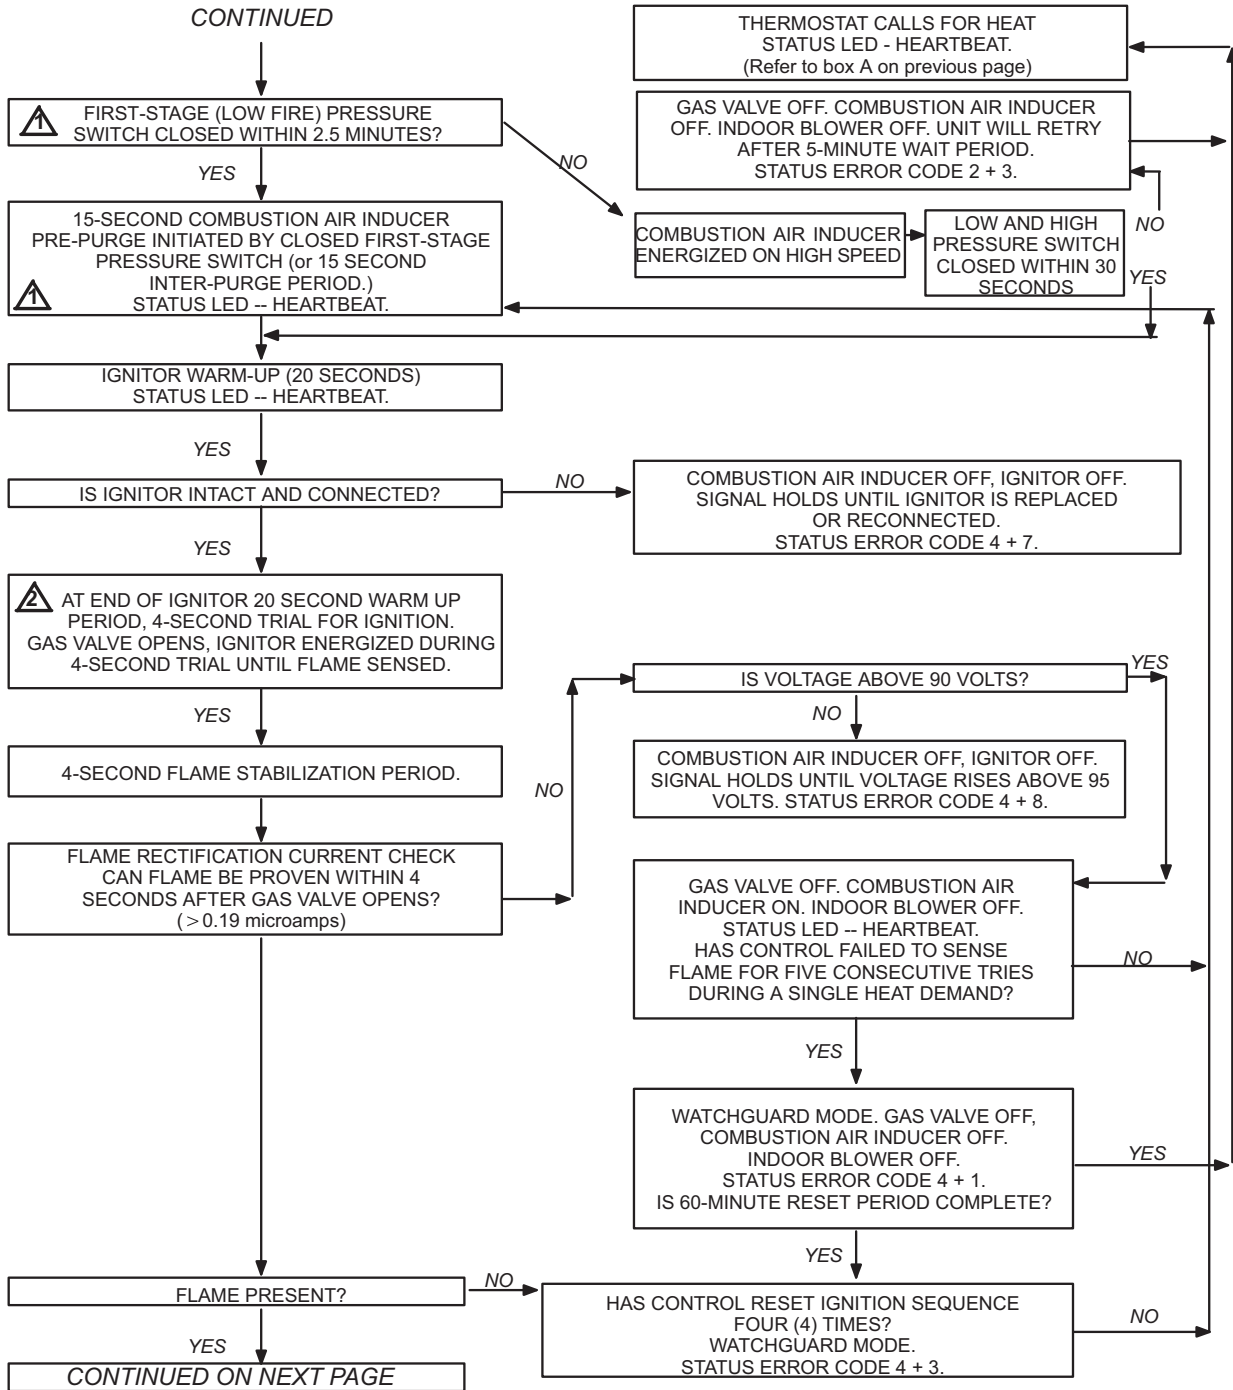 CONTINUED
THERMOSTAT CALLS FOR HEAT
STATUS LED - HEARTBEAT.
(Refer to box A on previous page)
1
FIRST-STAGE (LOW FIRE) PRESSURE
SWITCH CLOSED WITHIN 2.5 MINUTES?
GAS VALVE OFF. COMBUSTION AIR INDUCER
OFF. INDOOR BLOWER OFF. UNIT WILL RETRY
AFTER 5-MINUTE WAIT PERIOD.
STATUS ERROR CODE 2 + 3.
YES
NO
15-SECOND COMBUSTION AIR INDUCER
PRE-PURGE INITIATED BY CLOSED FIRST-STAGE
PRESSURE SWITCH (or 15 SECOND
INTER-PURGE PERIOD.)
STATUS LED -- HEARTBEAT.
1
COMBUSTION AIR INDUCER
ENERGIZED ON HIGH SPEED
LOW AND HIGH
PRESSURE SWITCH
CLOSED WITHIN 30
SECONDS
NO
YES
IGNITOR WARM-UP (20 SECONDS)
STATUS LED -- HEARTBEAT.
YES
IS IGNITOR INTACT AND CONNECTED?
NO
COMBUSTION AIR INDUCER OFF, IGNITOR OFF.
SIGNAL HOLDS UNTIL IGNITOR IS REPLACED
OR RECONNECTED.
STATUS ERROR CODE 4 + 7.
YES
2
AT END OF IGNITOR 20 SECOND WARM UP
PERIOD, 4-SECOND TRIAL FOR IGNITION.
GAS VALVE OPENS, IGNITOR ENERGIZED DURING
4-SECOND TRIAL UNTIL FLAME SENSED.
IS VOLTAGE ABOVE 90 VOLTS?
YES
YES
NO
4-SECOND FLAME STABILIZATION PERIOD.
NO
COMBUSTION AIR INDUCER OFF, IGNITOR OFF.
SIGNAL HOLDS UNTIL VOLTAGE RISES ABOVE 95
VOLTS. STATUS ERROR CODE 4 + 8.
FLAME RECTIFICATION CURRENT CHECK
CAN FLAME BE PROVEN WITHIN 4
SECONDS AFTER GAS VALVE OPENS?
(>0.19 microamps)
GAS VALVE OFF. COMBUSTION AIR
INDUCER ON. INDOOR BLOWER OFF.
STATUS LED -- HEARTBEAT.
HAS CONTROL FAILED TO SENSE
FLAME FOR FIVE CONSECUTIVE TRIES
DURING A SINGLE HEAT DEMAND?
NO
YES
WATCHGUARD MODE. GAS VALVE OFF,
COMBUSTION AIR INDUCER OFF.
INDOOR BLOWER OFF.
STATUS ERROR CODE 4 + 1.
IS 60-MINUTE RESET PERIOD COMPLETE?
YES
YES
FLAME PRESENT?
NO
HAS CONTROL RESET IGNITION SEQUENCE
FOUR (4) TIMES?
WATCHGUARD MODE.
STATUS ERROR CODE 4 + 3.
NO
YES
CONTINUED ON NEXT PAGE